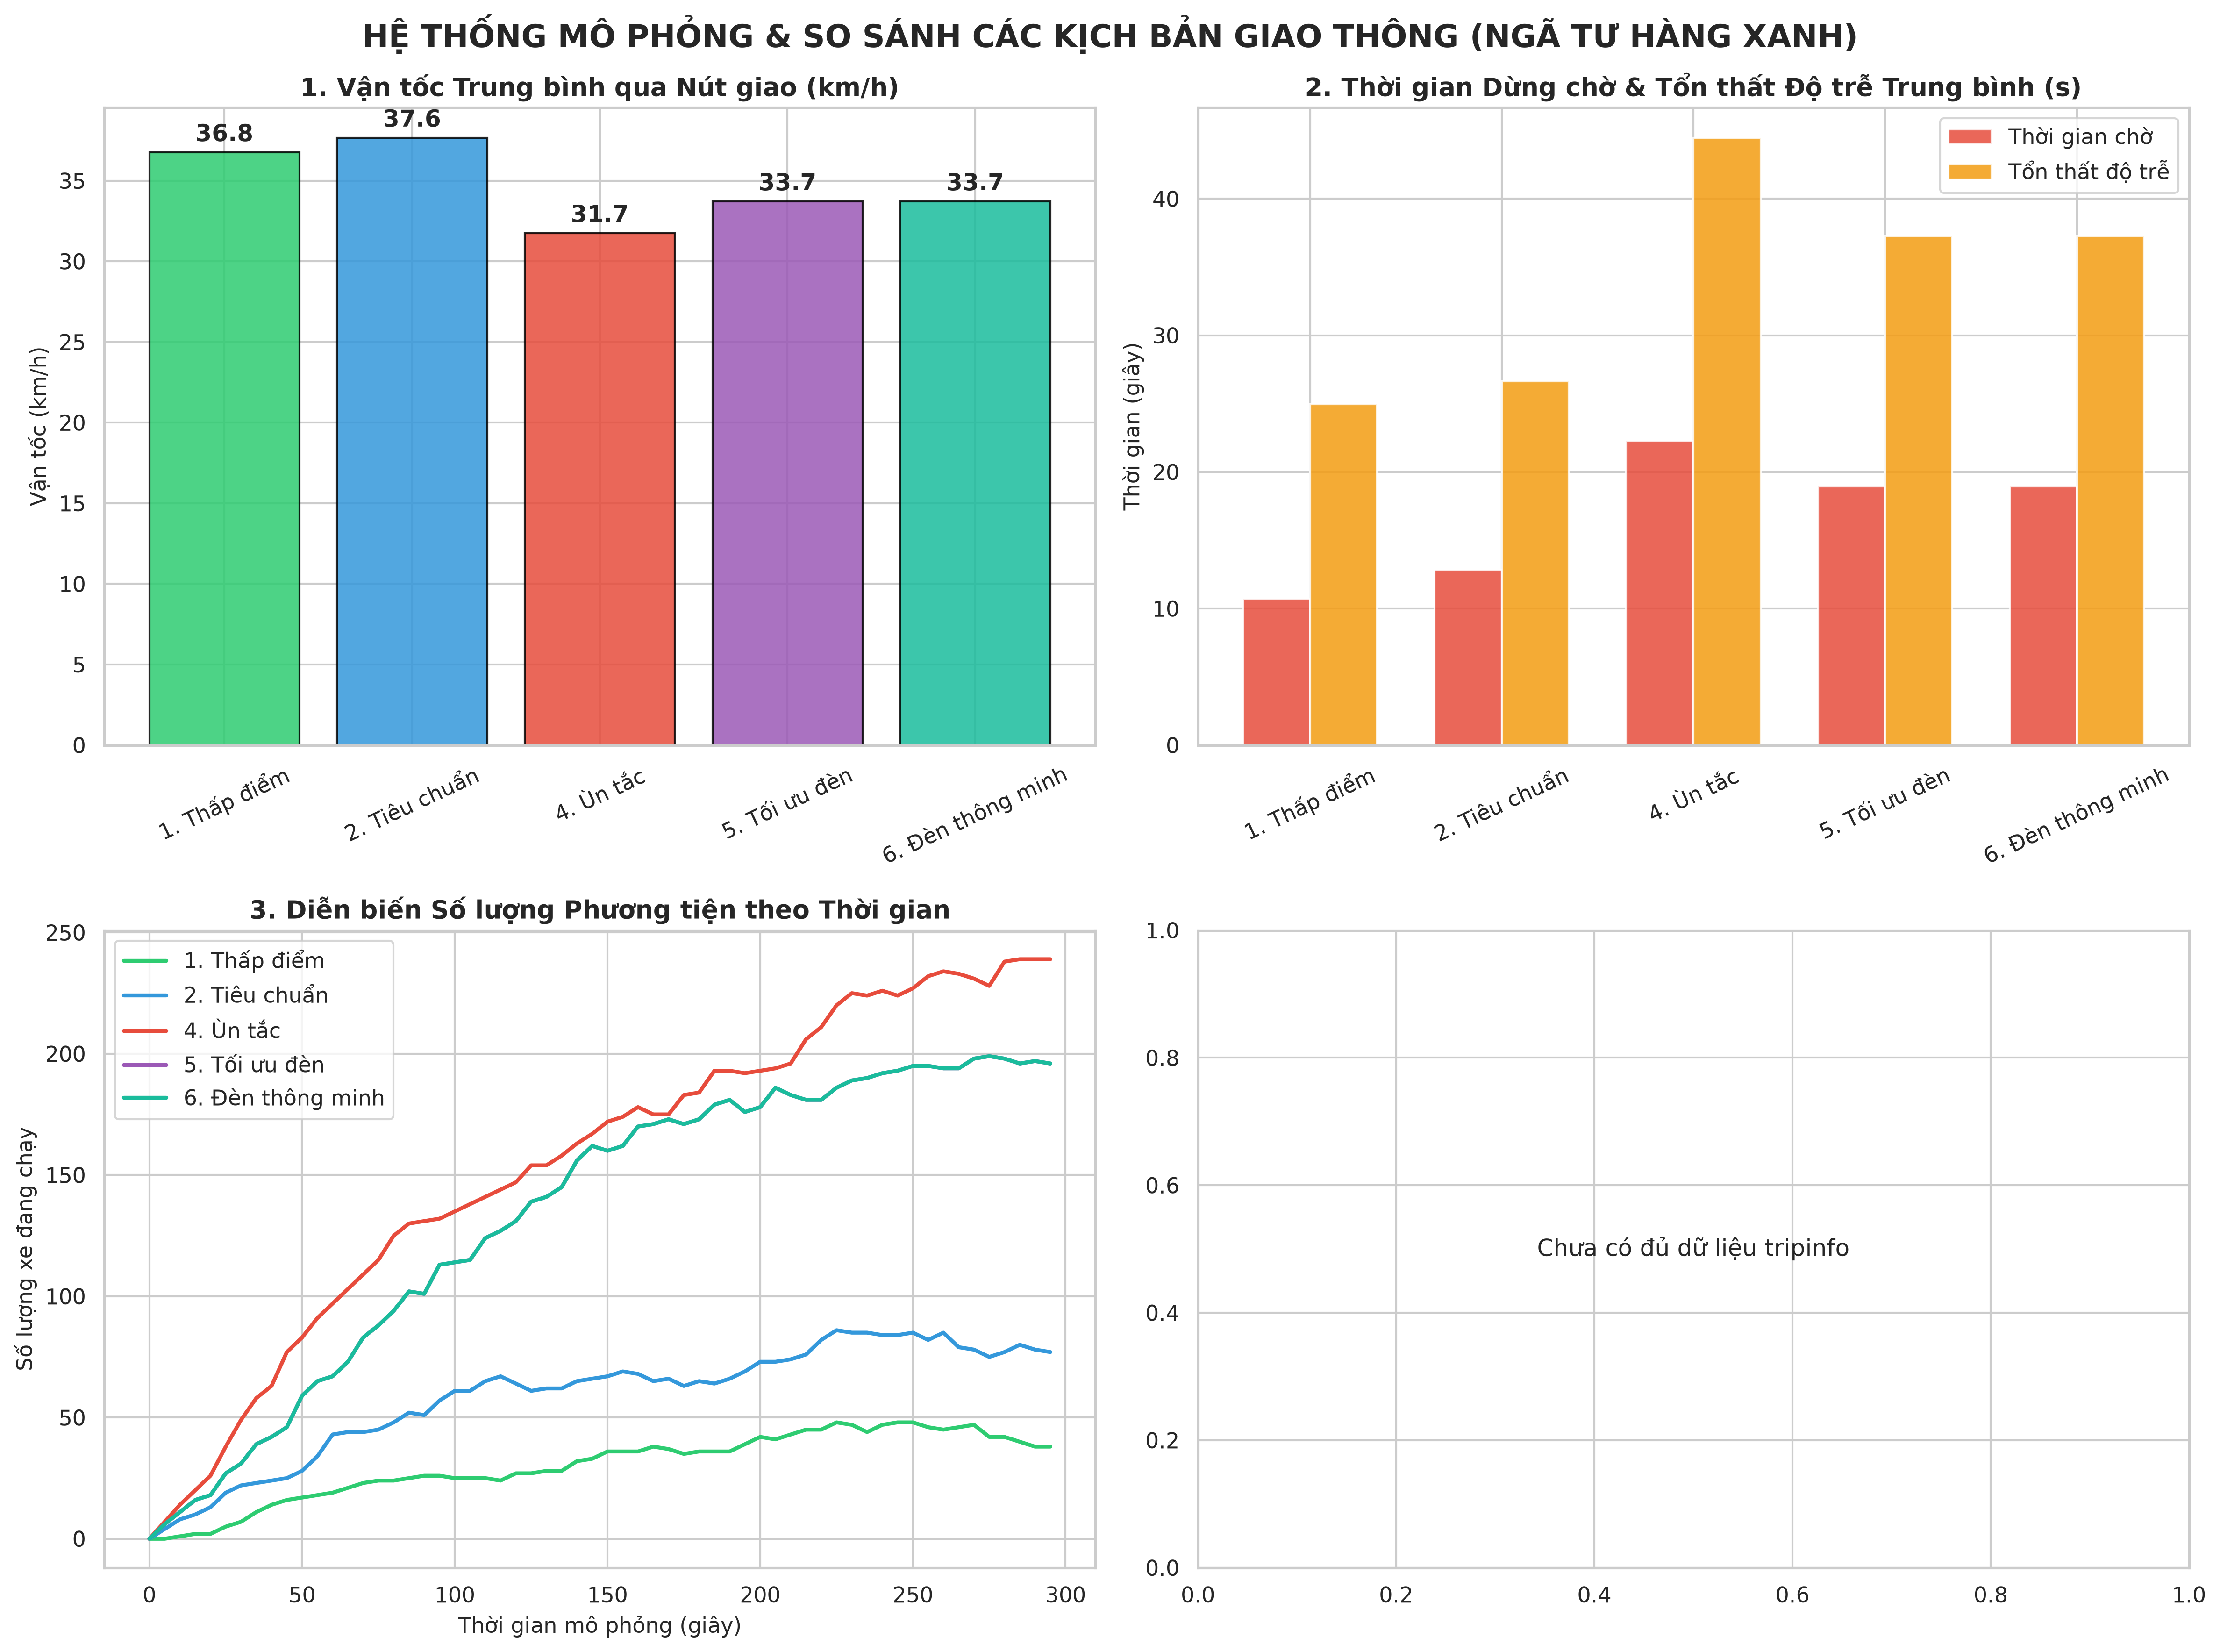 HỆ THỐNG MÔ PHỎNG & SO SÁNH CÁC KỊCH BẢN GIAO THÔNG (NGÃ TƯ HÀNG XANH)
1. Vận tốc Trung bình qua Nút giao (km/h)
36.8
37.6
31.7
33.7
33.7
Vận tốc (km/h)
35
30
25
20
15
10
5
0
1. Thấp điểm
2. Tiêu chuẩn
4. Ùn tắc
5. Tối ưu đèn
6. Đèn thông minh
2. Thời gian Dừng chờ & Tổn thất Độ trễ Trung bình (s)
Thời gian chờ
Tổn thất độ trễ
Thời gian (giây)
40
30
20
10
0
1. Thấp điểm
2. Tiêu chuẩn
4. Ùn tắc
5. Tối ưu đèn
6. Đèn thông minh
3. Diễn biến Số lượng Phương tiện theo Thời gian
1. Thấp điểm
2. Tiêu chuẩn
4. Ùn tắc
5. Tối ưu đèn
6. Đèn thông minh
Số lượng xe đang chạy
250
200
150
100
50
0
0 50 100 150 200 250 300
Thời gian mô phỏng (giây)
1.0
0.8
0.6
0.4
0.2
0.0
Chưa có đủ dữ liệu tripinfo
0.0 0.2 0.4 0.6 0.8 1.0